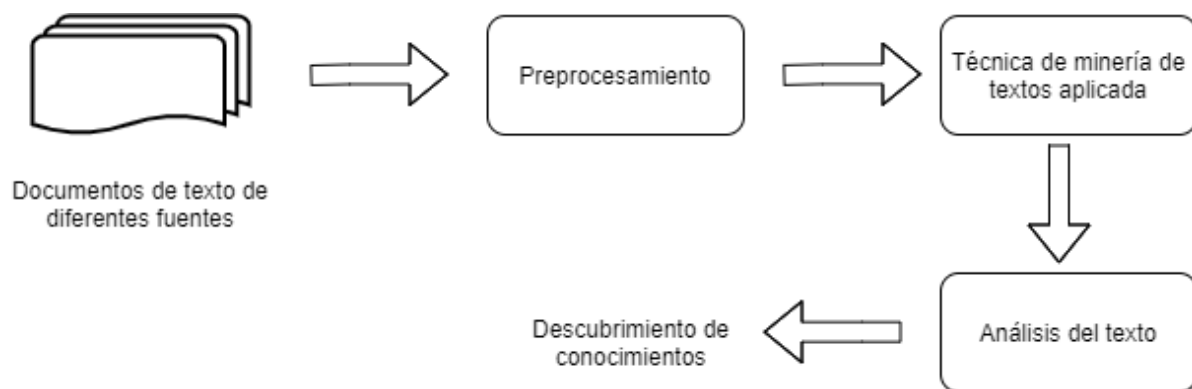 Documentos de texto de
diferentes fuentes
Preprocesamiento
Técnica de minería de
textos aplicada
Análisis del texto
Descubrimiento de
conocimientos